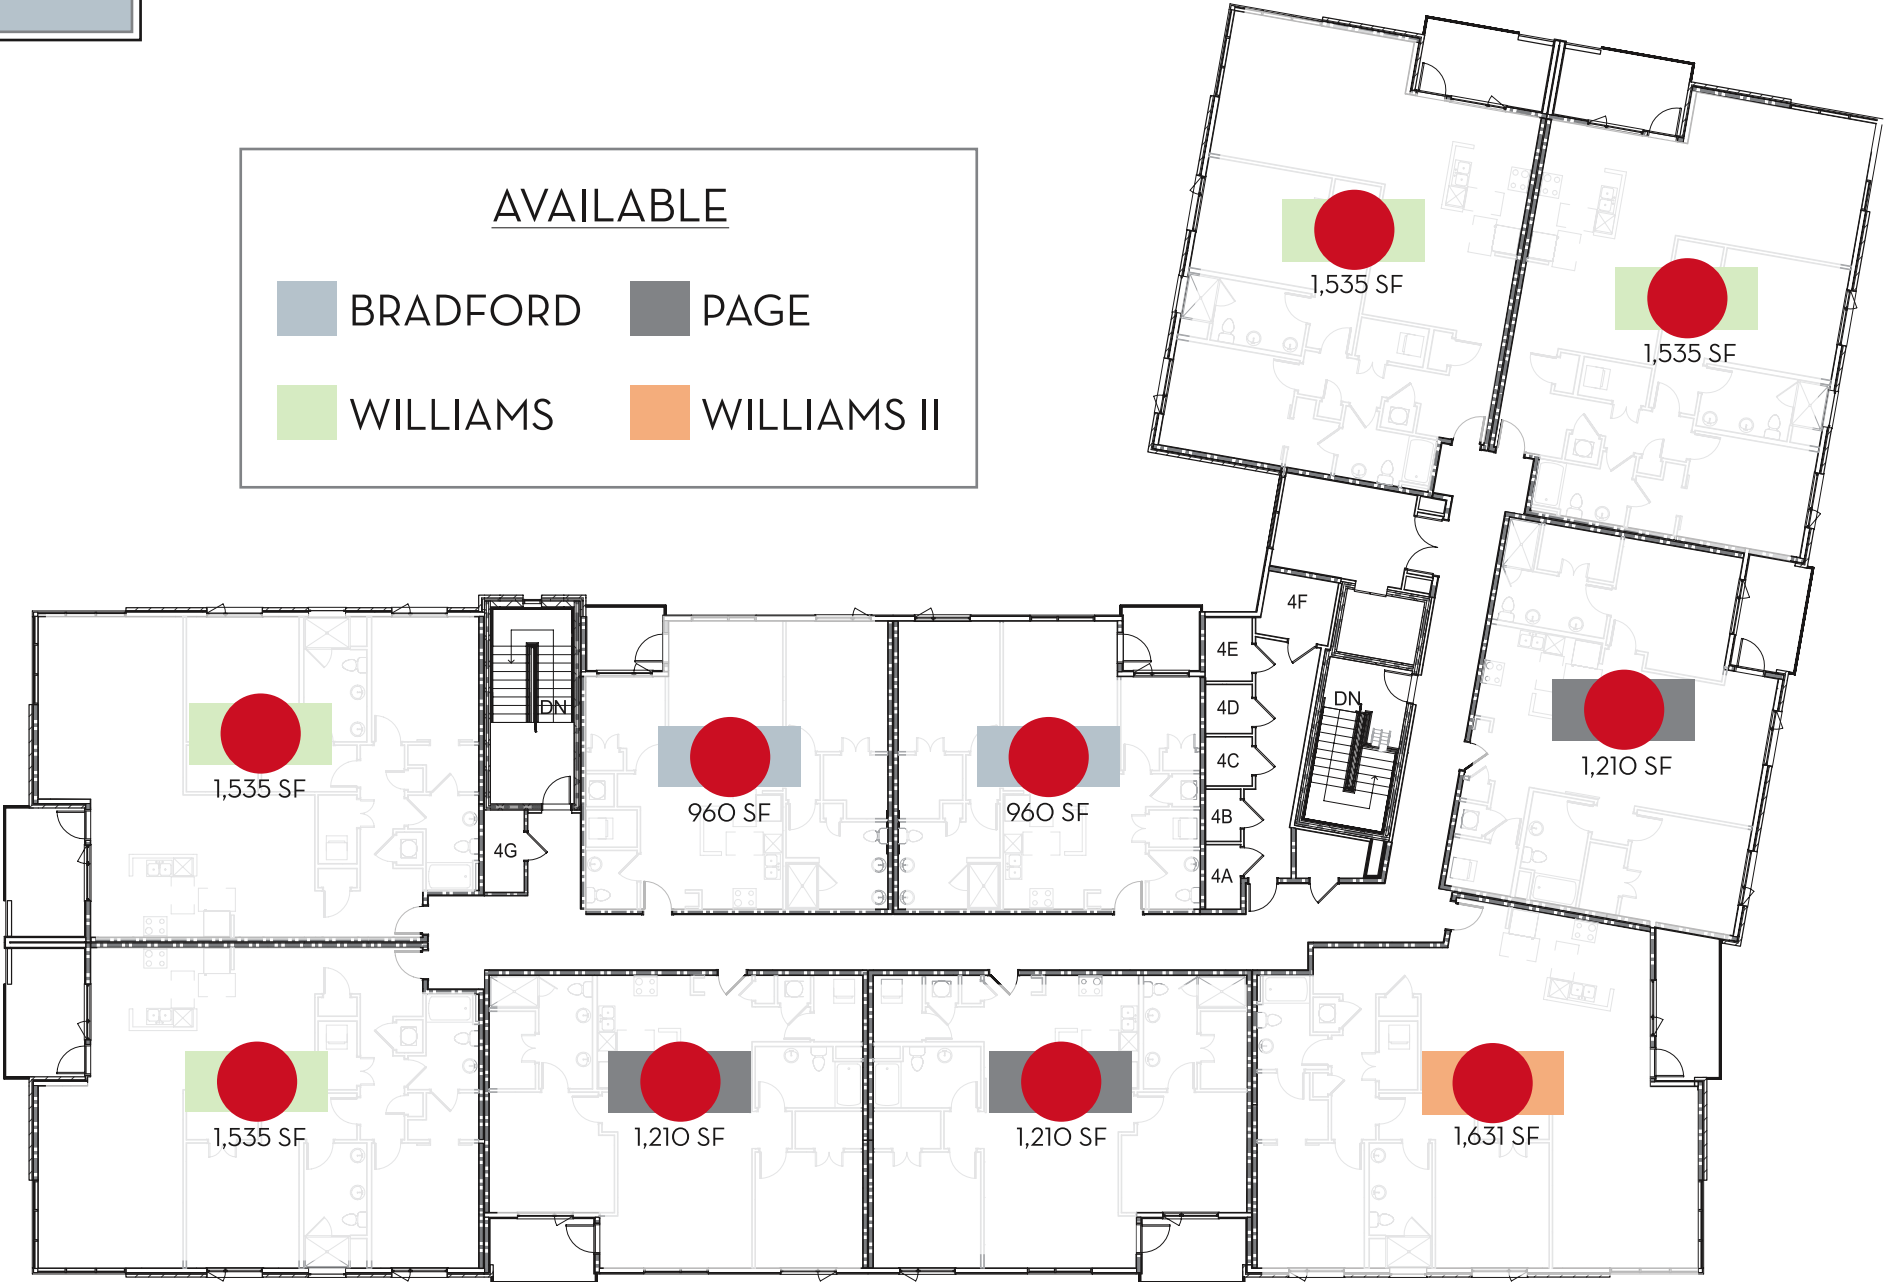 AVAILABLE
BRADFORD
PAGE
WILLIAMS
WILLIAMS II
1,535 SF
1,535 SF
4F
4E
4D
DN
4C
4B
4A
1,210 SF
DN
4G
1,535 SF
960 SF
960 SF
1,535 SF
1,210 SF
1,210 SF
1,631 SF